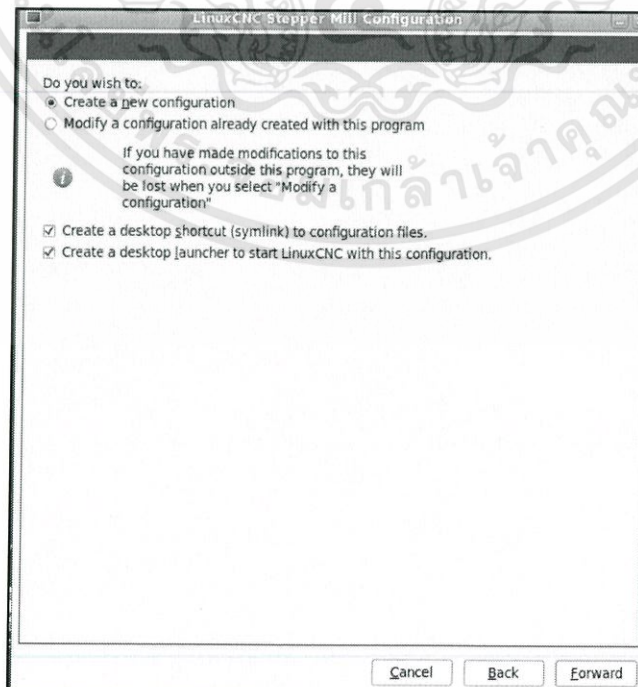 LinuxCNC Stepper Mill Configuration
Do you wish to:
Create a new configuration
Modify a configuration already created with this program
If you have made modifications to this
configuration outside this program, they will
be lost when you select "Modify a
configuration"
Create a desktop shortcut (symlink) to configuration files.
Create a desktop launcher to start LinuxCNC with this configuration.
Cancel Back Forward